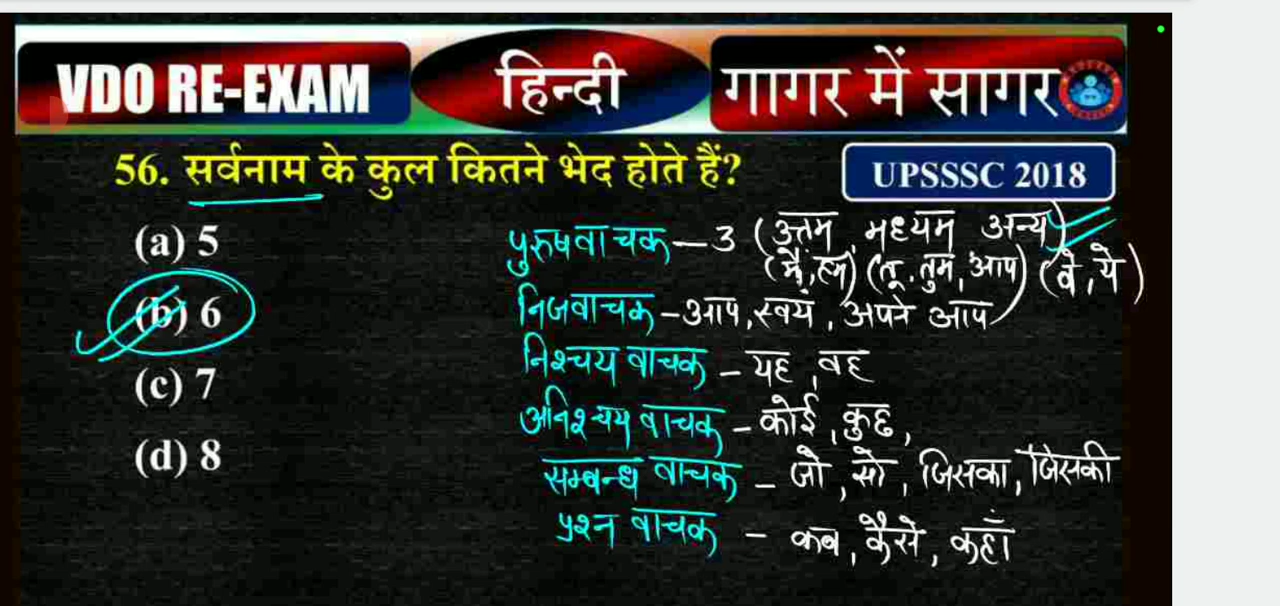 VDO RE-EXAM हिन्दी गागर में सागर
56. सर्वनाम के कुल कितने भेद होते हैं? UPSSSC 2018
(a) 5
(b) 6
(c) 7
(d) 8
पुरुषवाचक – 3 (उत्तम, मध्यम अन्य)
(मैं, हम) (तू, तुम, आप) (वे, ये)
निजवाचक – आप, स्वयं, अपने आप
निश्चय वाचक – यह, वह
अनिश्चय वाचक – कोई, कुछ,
सम्बन्ध वाचक – जो, सो, जिसका, जिसकी
प्रश्न वाचक – कब, कैसे, कहाँ